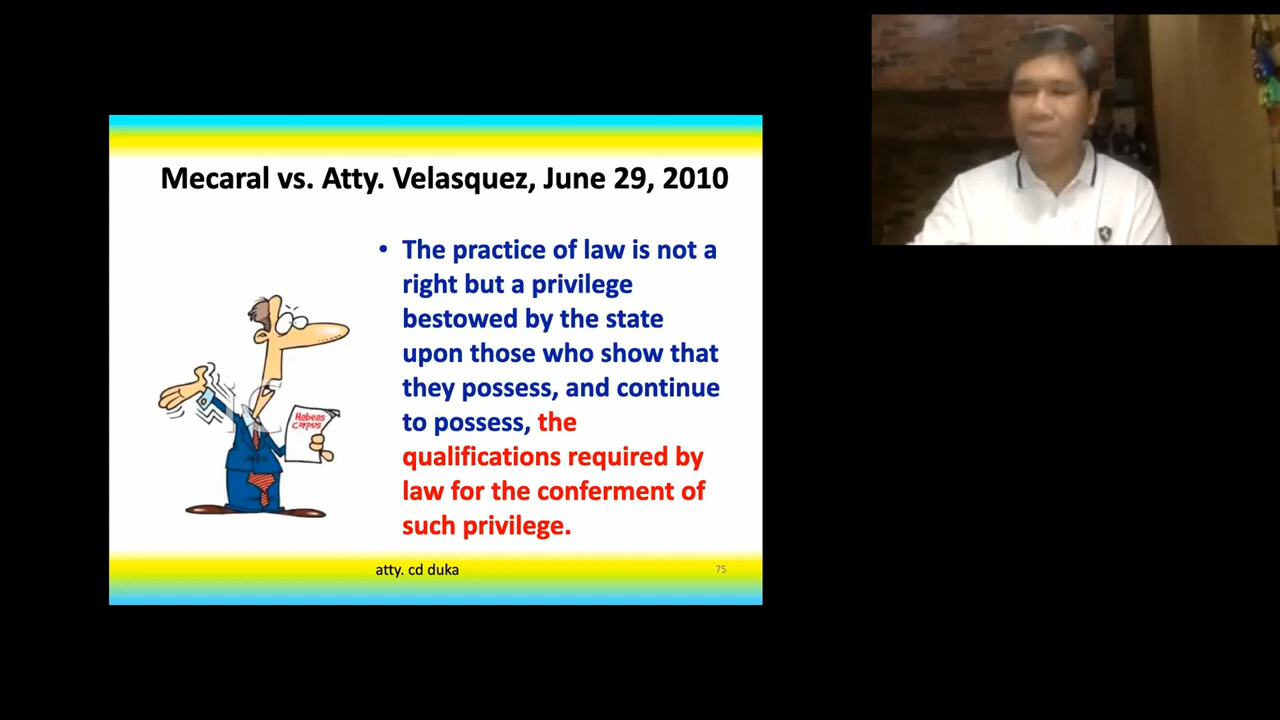 Mecaral vs. Atty. Velasquez, June 29, 2010
• The practice of law is not a
right but a privilege
bestowed by the state
upon those who show that
they possess, and continue
to possess, the
qualifications required by
law for the conferment of
such privilege.
Habeas
Corpus
atty. cd duka
75